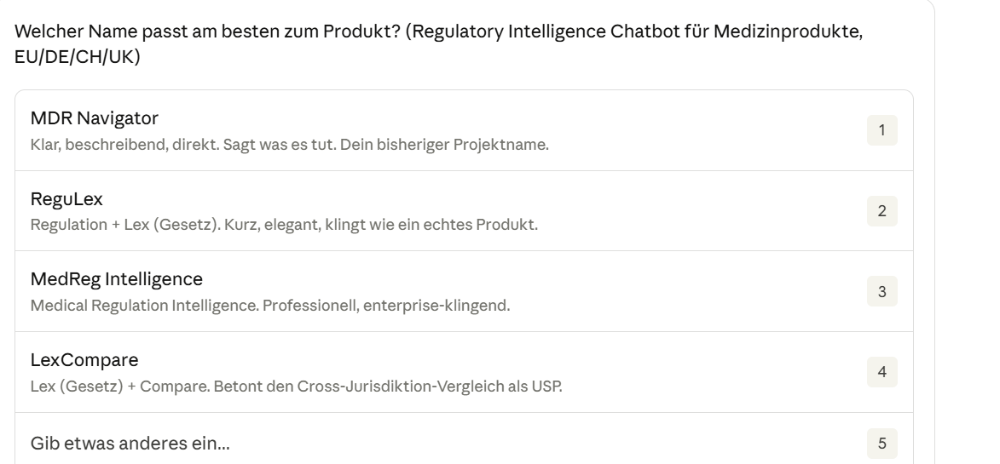 Welcher Name passt am besten zum Produkt? (Regulatory Intelligence Chatbot für Medizinprodukte,
EU/DE/CH/UK)
MDR Navigator
Klar, beschreibend, direkt. Sagt was es tut. Dein bisheriger Projektname.
1
ReguLex
Regulation + Lex (Gesetz). Kurz, elegant, klingt wie ein echtes Produkt.
2
MedReg Intelligence
Medical Regulation Intelligence. Professionell, enterprise-klingend.
3
LexCompare
Lex (Gesetz) + Compare. Betont den Cross-Jurisdiktion-Vergleich als USP.
4
Gib etwas anderes ein...
5